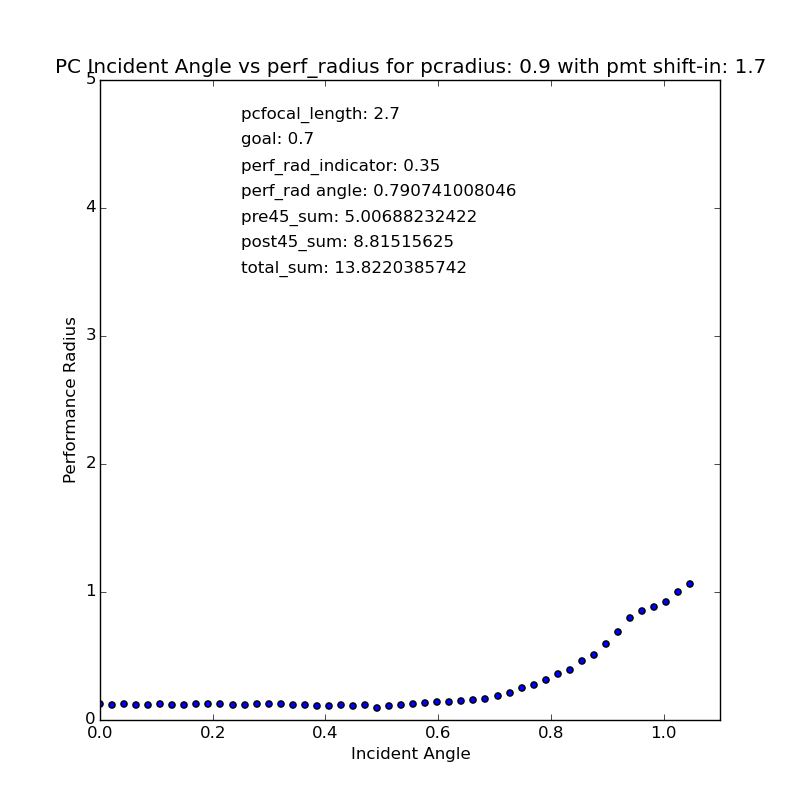 PC Incident Angle vs perf_radius for pcradius: 0.9 with pmt shift-in: 1.7
5
pcfocal_length: 2.7
goal: 0.7
perf_rad_indicator: 0.35
perf_rad angle: 0.790741008046
pre45_sum: 5.00688232422
post45_sum: 8.81515625
total_sum: 13.8220385742
4
3
2
1
0
Performance Radius
0.0 0.2 0.4 0.6 0.8 1.0
Incident Angle